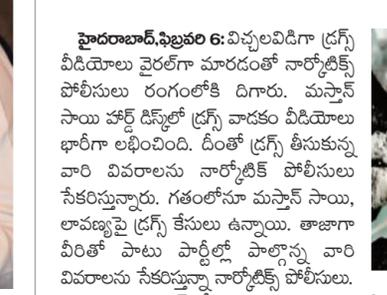 హైదరాబాద్,ఫిబ్రవరి 6: విచ్చలవిడిగా డ్రగ్స్
వీడియోలు వైరల్‌గా మారడంతో నార్కోటిక్స్
పోలీసులు రంగంలోకి దిగారు. మస్తాన్
సాయి హార్డ్ డిస్క్‌లో డ్రగ్స్ వాడకం వీడియోలు
భారీగా లభించింది. దీంతో డ్రగ్స్ తీసుకున్న
వారి వివరాలను నార్కోటిక్ పోలీసులు
సేకరిస్తున్నారు. గతంలోనూ మస్తాన్ సాయి,
లావణ్యపై డ్రగ్స్ కేసులు ఉన్నాయి. తాజాగా
వీరితో పాటు పార్టీల్లో పాల్గొన్న వారి
వివరాలను సేకరిస్తున్నా నార్కోటిక్స్ పోలీసులు.